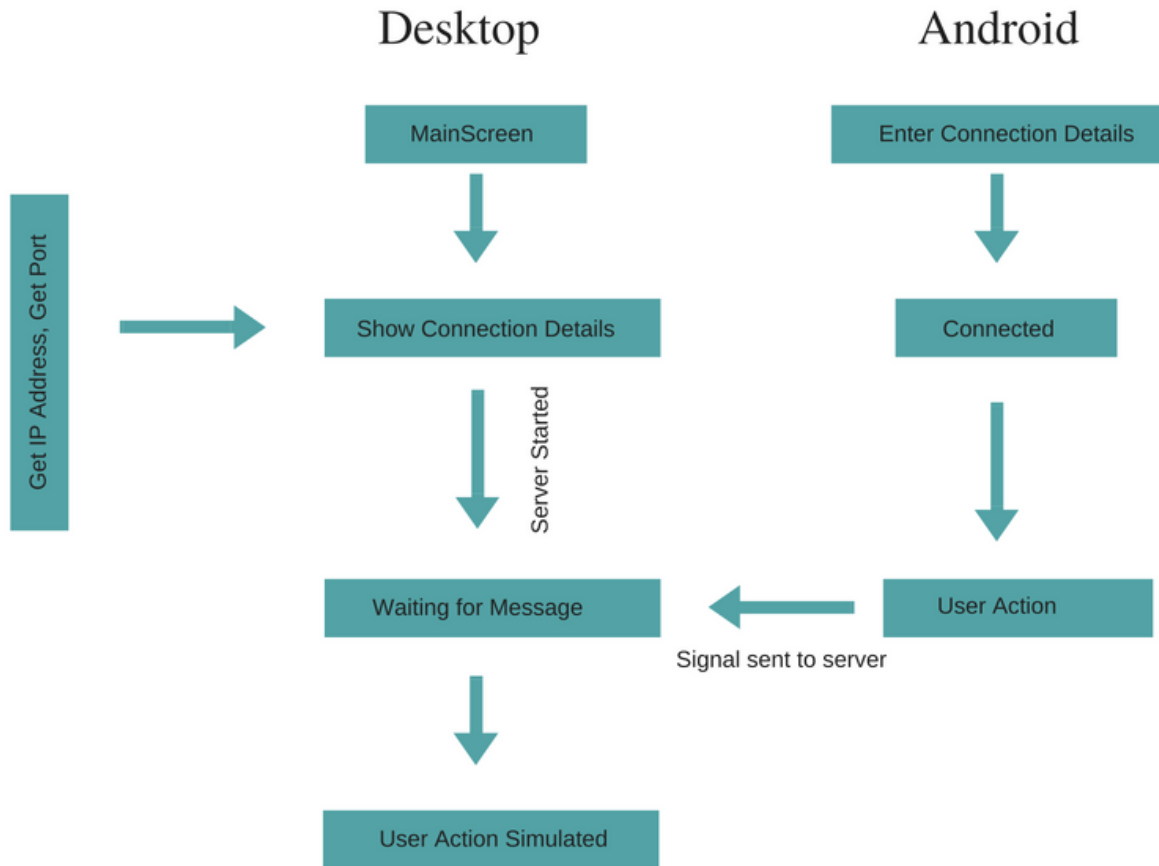 Desktop
Android
MainScreen
Enter Connection Details
Get IP Address, Get Port
Show Connection Details
Connected
Server Started
Waiting for Message
User Action
Signal sent to server
User Action Simulated